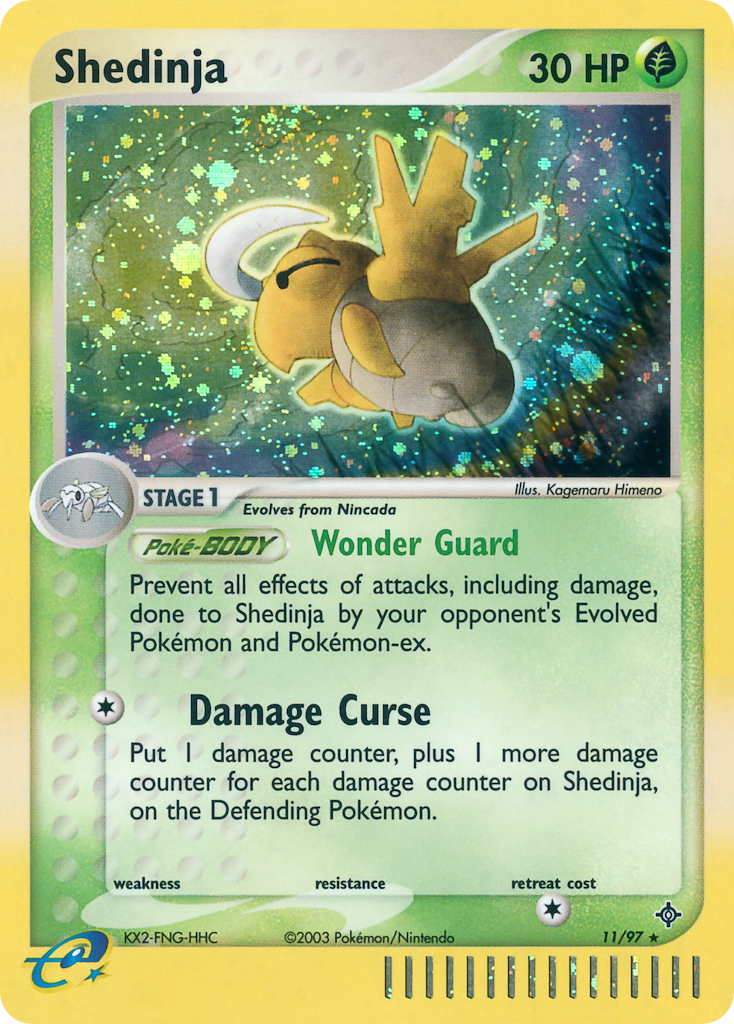 Shedinja
30 HP
Illus. Kagemaru Himeno
STAGE 1
Evolves from Nincada
Poké-BODY Wonder Guard
Prevent all effects of attacks, including damage,
done to Shedinja by your opponent's Evolved
Pokémon and Pokémon-ex.
Damage Curse
Put 1 damage counter, plus 1 more damage
counter for each damage counter on Shedinja,
on the Defending Pokémon.
weakness resistance retreat cost
KX2-FNG-HHC ©2003 Pokémon/Nintendo 11/97 ★
e